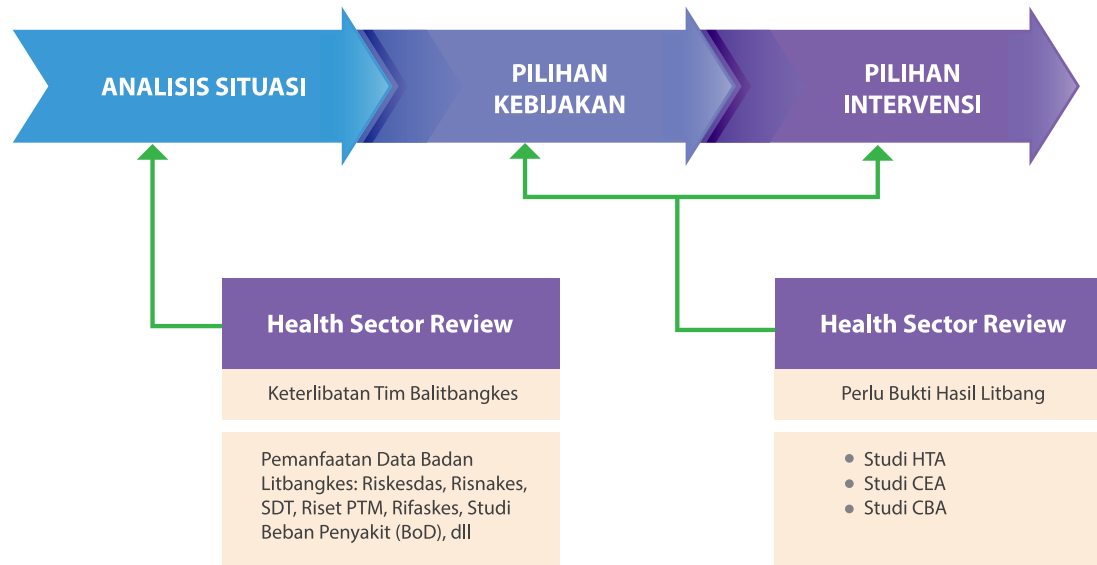 ANALISIS SITUASI
PILIHAN
KEBIJAKAN
PILIHAN
INTERVENSI
Health Sector Review
Keterlibatan Tim Balitbangkes
Pemanfaatan Data Badan
Litbangkes: Riskesdas, Risnakes,
SDT, Riset PTM, Rifaskes, Studi
Beban Penyakit (BoD), dll
Health Sector Review
Perlu Bukti Hasil Litbang
• Studi HTA
• Studi CEA
• Studi CBA